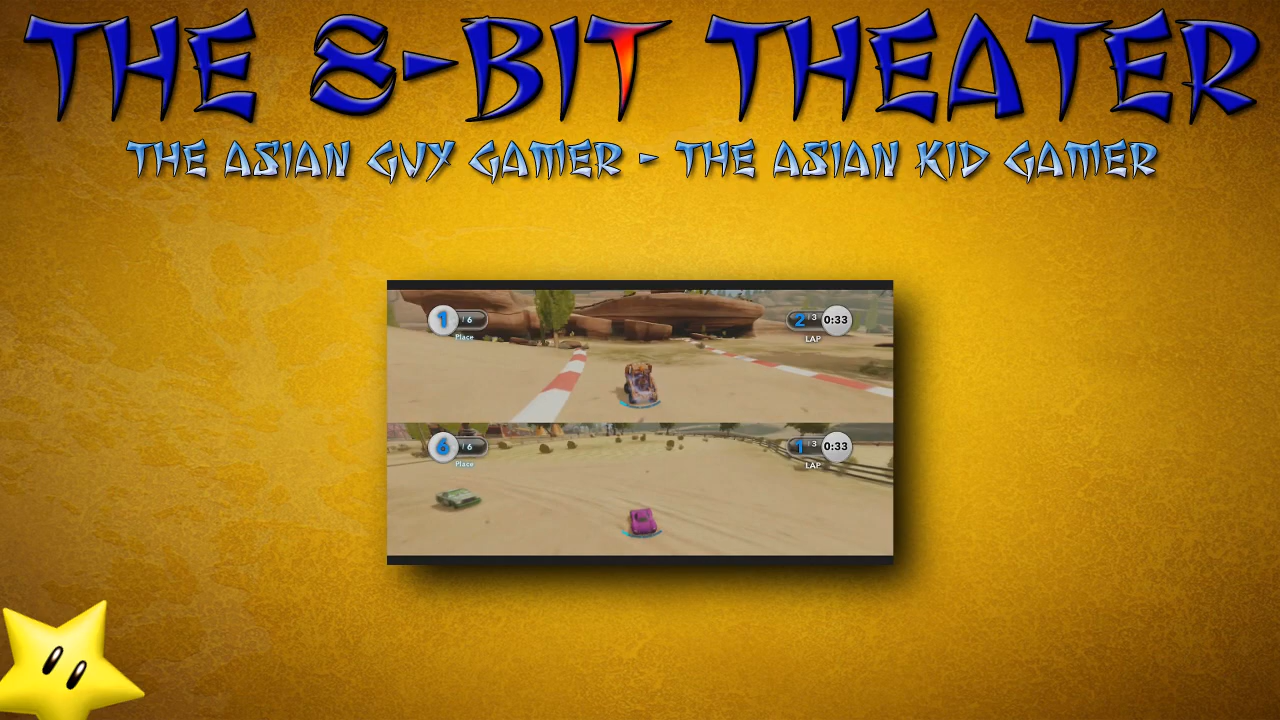 THE 8-BIT THEATER
THE ASIAN GUY GAMER - THE ASIAN KID GAMER
1 / 6
Place
2 / 3 0:33
LAP
6 / 6
Place
1 / 3 0:33
LAP